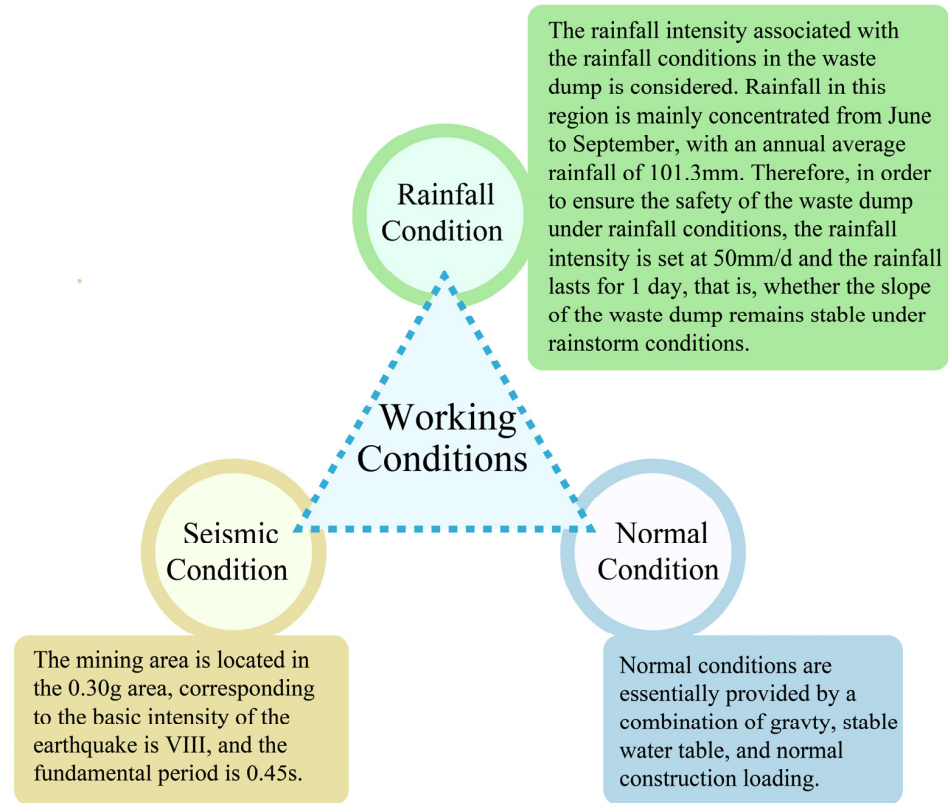 The rainfall intensity associated with
the rainfall conditions in the waste
dump is considered. Rainfall in this
region is mainly concentrated from June
to September, with an annual average
rainfall of 101.3mm. Therefore, in order
to ensure the safety of the waste dump
under rainfall conditions, the rainfall
intensity is set at 50mm/d and the rainfall
lasts for 1 day, that is, whether the slope
of the waste dump remains stable under
rainstorm conditions.
Rainfall
Condition
Working
Conditions
Seismic
Condition
Normal
Condition
The mining area is located in
the 0.30g area, corresponding
to the basic intensity of the
earthquake is VIII, and the
fundamental period is 0.45s.
Normal conditions are
essentially provided by a
combination of gravty, stable
water table, and normal
construction loading.